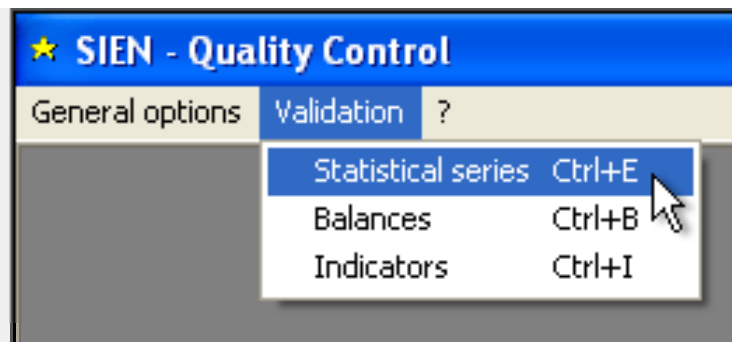 SIEN - Quality Control
General options Validation ?
Statistical series Ctrl+E
Balances Ctrl+B
Indicators Ctrl+I